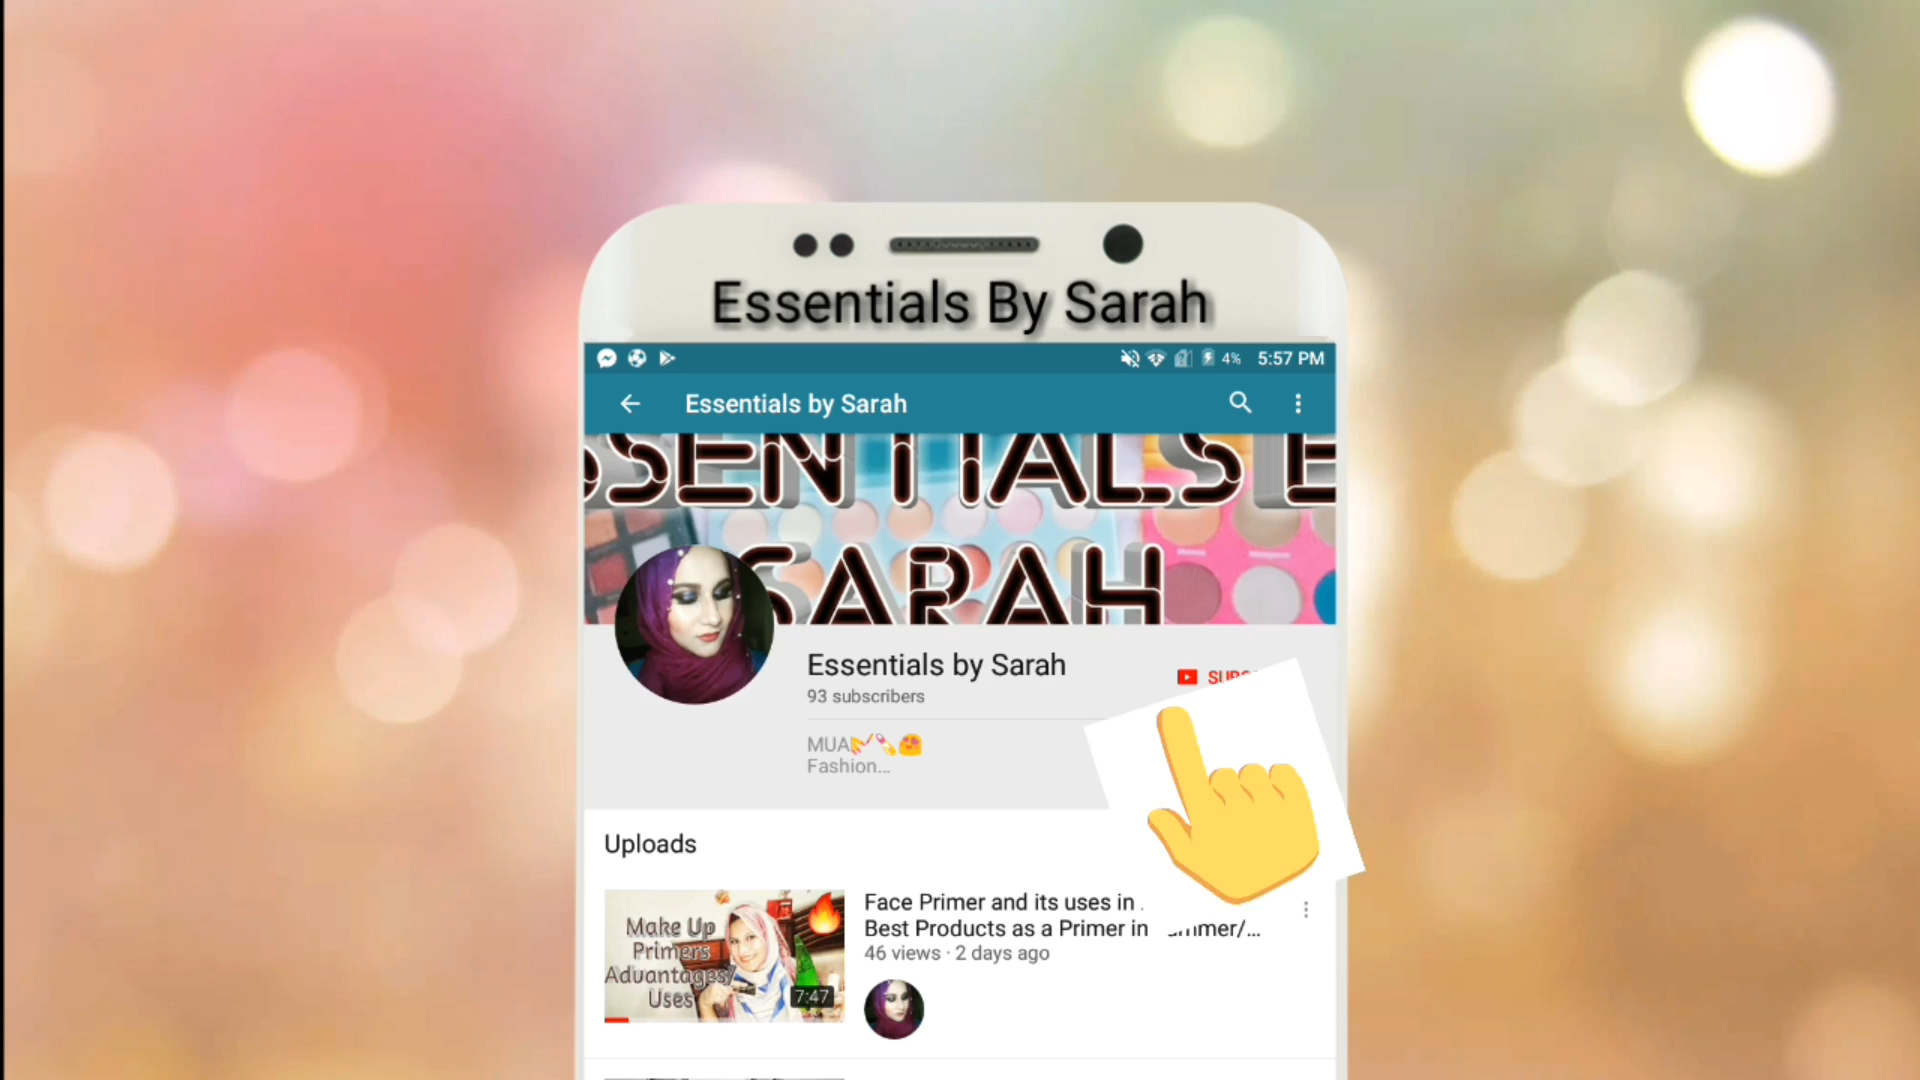 Essentials By Sarah
4% 5:57 PM
Essentials by Sarah
SSENTIALS
SARAH
Essentials by Sarah
93 subscribers
MUA
Fashion...
Uploads
Make Up
Primers
Advantages/
Uses
7:47
Face Primer and its uses in
Best Products as a Primer in
46 views · 2 days ago